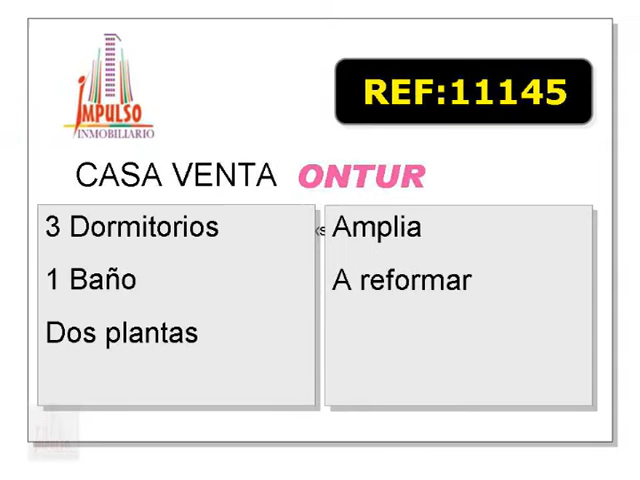 IMPULSO
INMOBILIARIO
REF:11145
CASA VENTA ONTUR
3 Dormitorios
1 Baño
Dos plantas
Amplia
A reformar